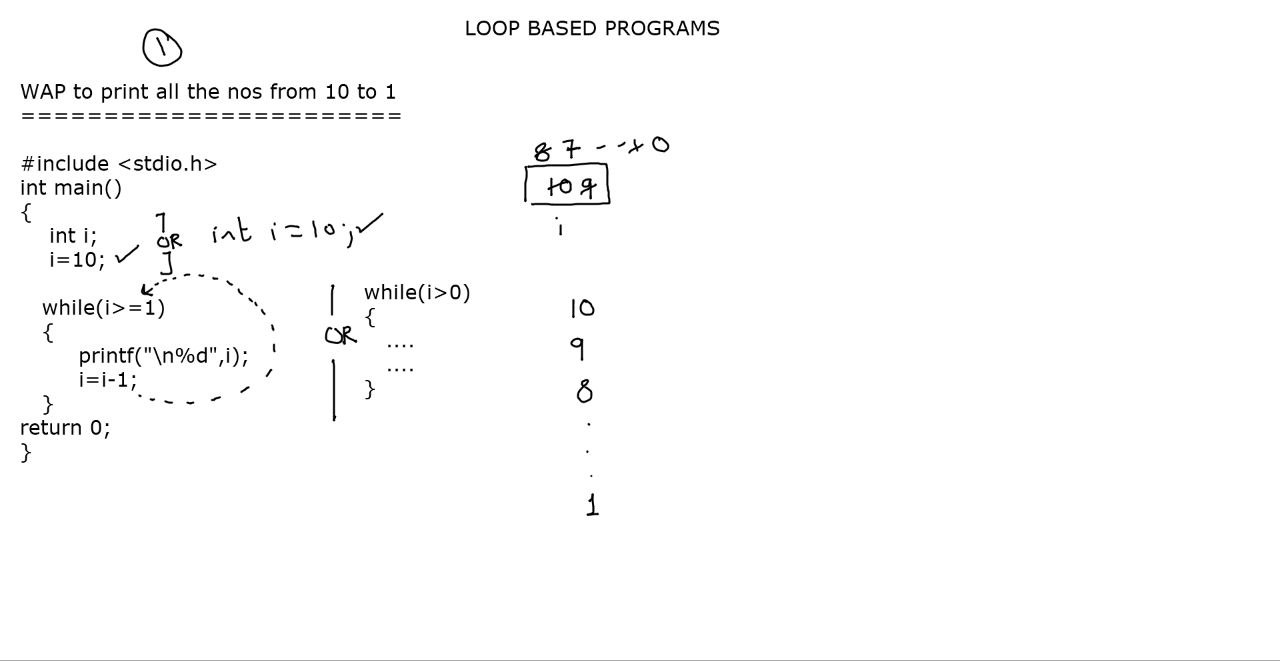 LOOP BASED PROGRAMS
1
WAP to print all the nos from 10 to 1
=======================
#include <stdio.h>
int main()
{
int i;
i=10;
OR
int i=10;
while(i>=1)
{
printf("\n%d",i);
i=i-1;
}
return 0;
}
OR
while(i>0)
{
....
....
}
8 7 - - 1 0
10 9
i
10
9
8
.
.
.
1